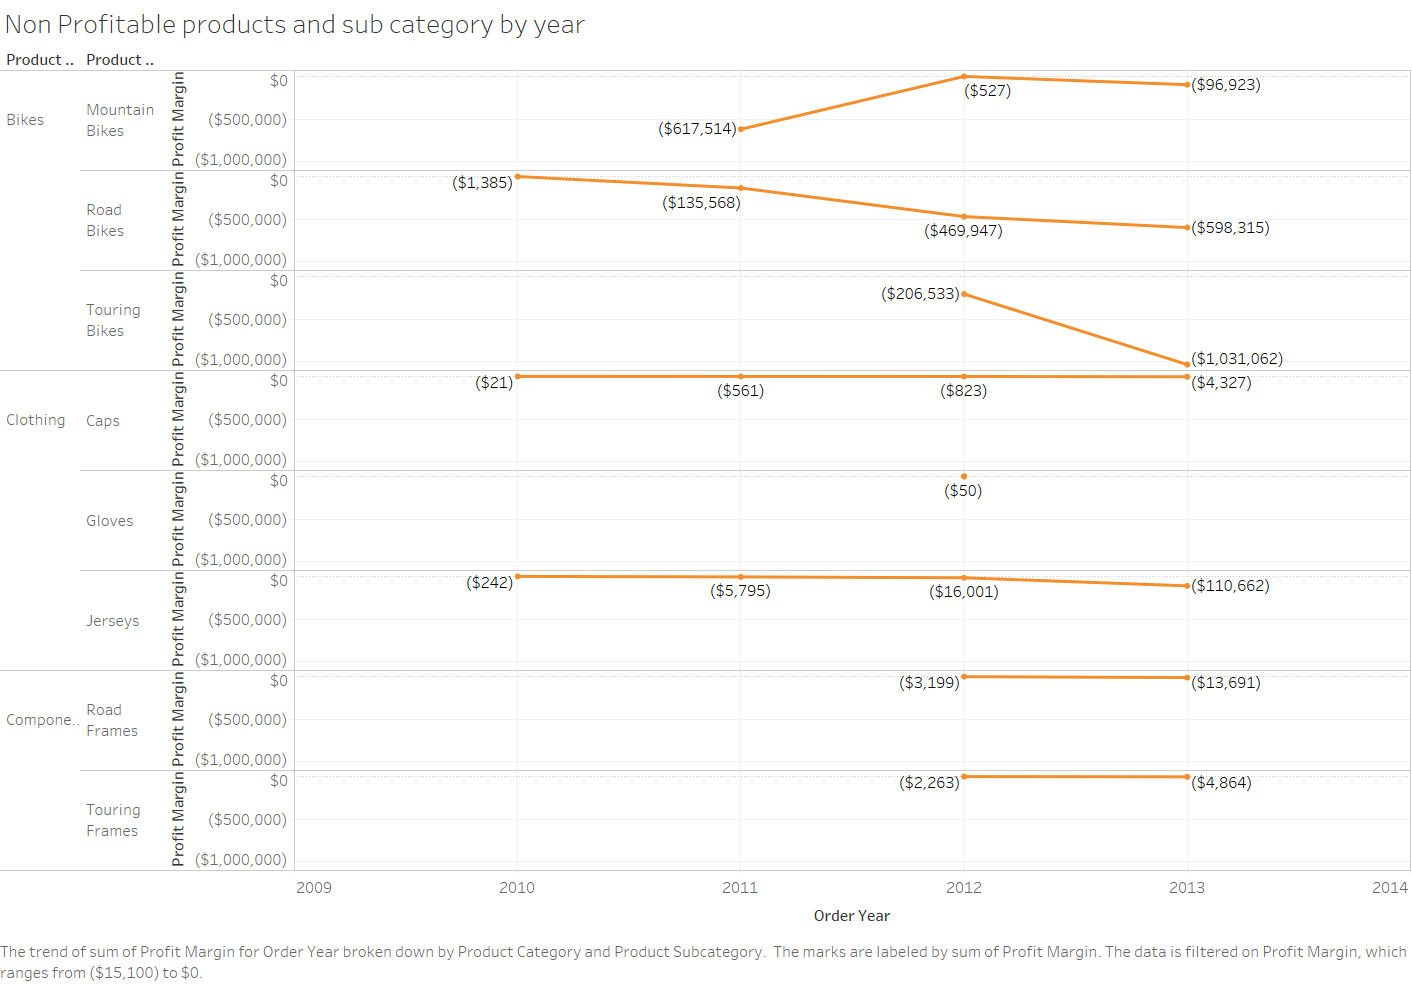 Non Profitable products and sub category by year
Product .. Product ..
Bikes
Mountain
Bikes
Profit Margin
$0
($500,000)
($1,000,000)
($617,514)
($527)
($96,923)
Road
Bikes
Profit Margin
$0
($500,000)
($1,000,000)
($1,385)
($135,568)
($469,947)
($598,315)
Touring
Bikes
Profit Margin
$0
($500,000)
($1,000,000)
($206,533)
($1,031,062)
Clothing
Caps
Profit Margin
$0
($500,000)
($1,000,000)
($21)
($561)
($823)
($4,327)
Gloves
Profit Margin
$0
($500,000)
($1,000,000)
($50)
Jerseys
Profit Margin
$0
($500,000)
($1,000,000)
($242)
($5,795)
($16,001)
($110,662)
Compone..
Road
Frames
Profit Margin
$0
($500,000)
($1,000,000)
($3,199)
($13,691)
Touring
Frames
Profit Margin
$0
($500,000)
($1,000,000)
($2,263)
($4,864)
2009 2010 2011 2012 2013 2014
Order Year
The trend of sum of Profit Margin for Order Year broken down by Product Category and Product Subcategory.  The marks are labeled by sum of Profit Margin. The data is filtered on Profit Margin, which
ranges from ($15,100) to $0.